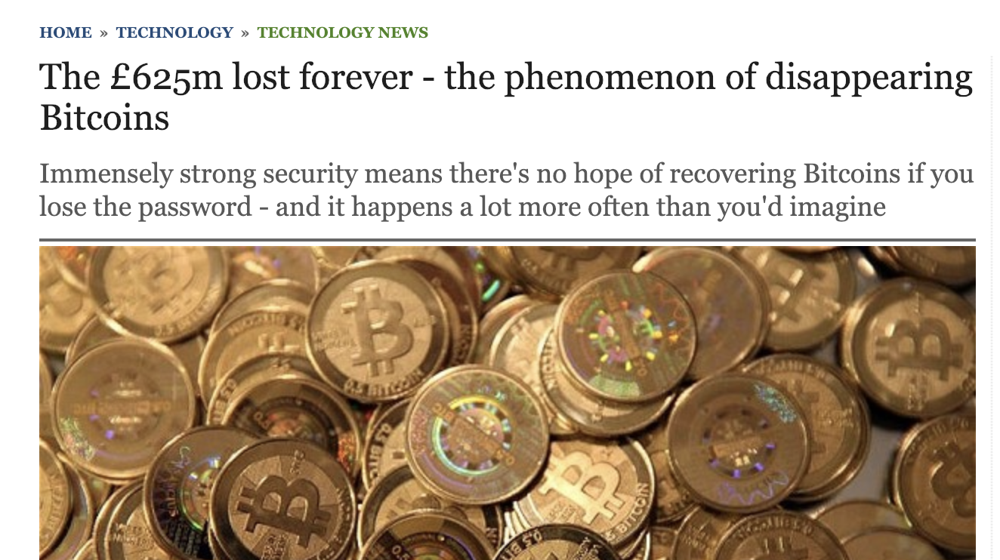 HOME » TECHNOLOGY » TECHNOLOGY NEWS
The £625m lost forever - the phenomenon of disappearing
Bitcoins
Immensely strong security means there's no hope of recovering Bitcoins if you
lose the password - and it happens a lot more often than you'd imagine
0.5 BITCOIN